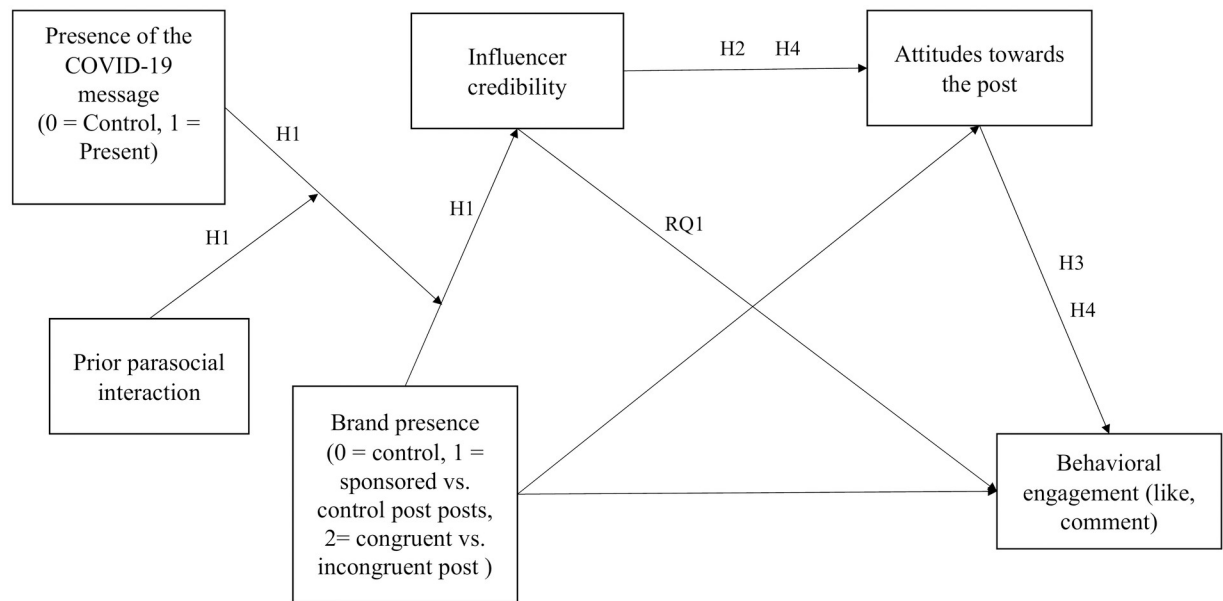 Presence of the
COVID-19
message
(0 = Control, 1 =
Present)
Influencer
credibility
H2 H4
Attitudes towards
the post
H1
H1
H1
RQ1
H3
H4
Prior parasocial
interaction
Brand presence
(0 = control, 1 =
sponsored vs.
control post posts,
2= congruent vs.
incongruent post )
Behavioral
engagement (like,
comment)